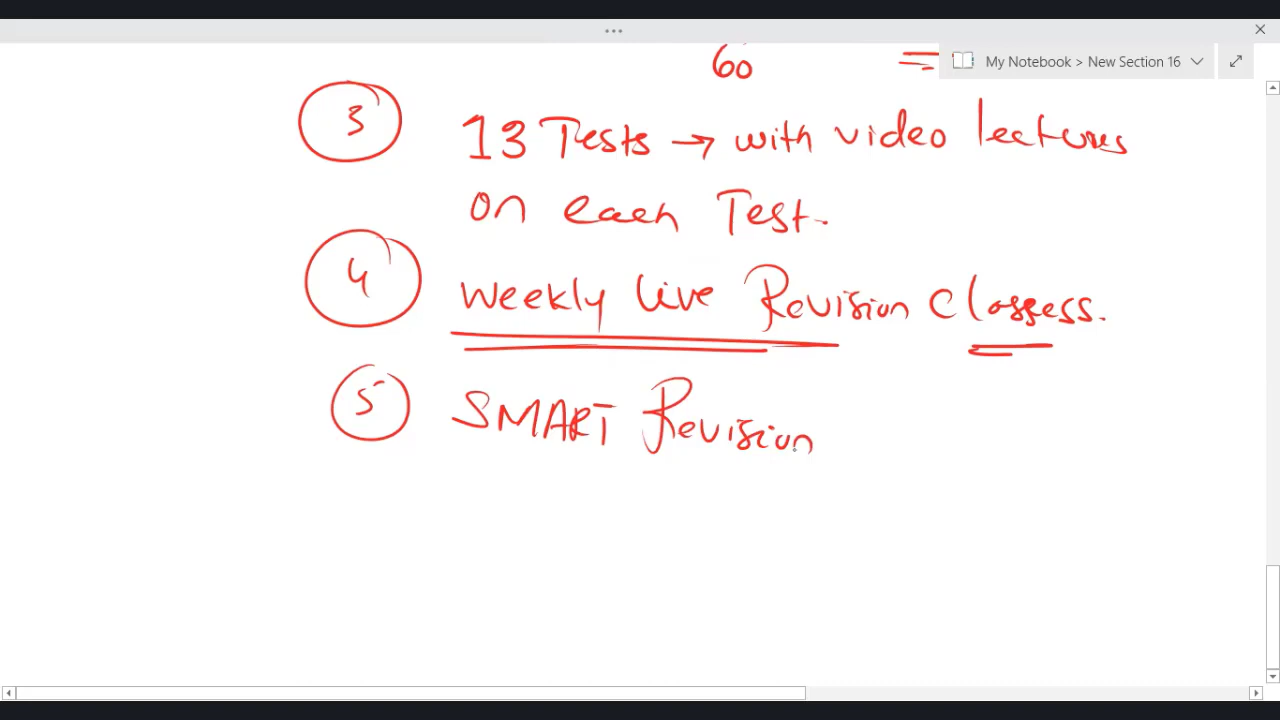 ...
My Notebook > New Section 16
60
3 13 Tests → with video lectures
on each Test.
4 Weekly live Revision Classess.
5 SMART Revision